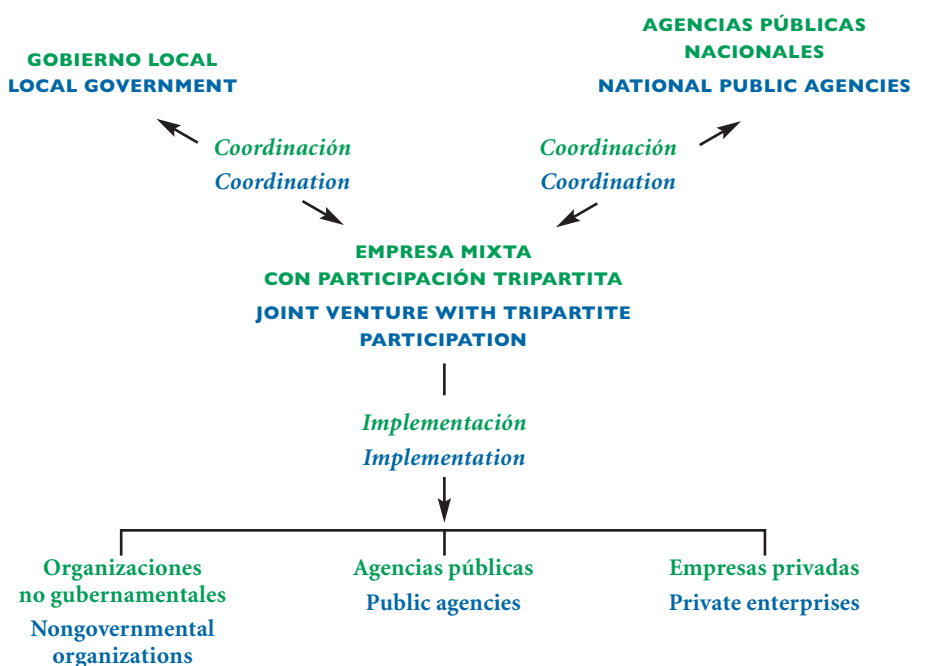 GOBIERNO LOCAL
LOCAL GOVERNMENT
AGENCIAS PÚBLICAS
NACIONALES
NATIONAL PUBLIC AGENCIES
Coordinación
Coordination
Coordinación
Coordination
EMPRESA MIXTA
CON PARTICIPACIÓN TRIPARTITA
JOINT VENTURE WITH TRIPARTITE
PARTICIPATION
Implementación
Implementation
Organizaciones
no gubernamentales
Nongovernmental
organizations
Agencias públicas
Public agencies
Empresas privadas
Private enterprises